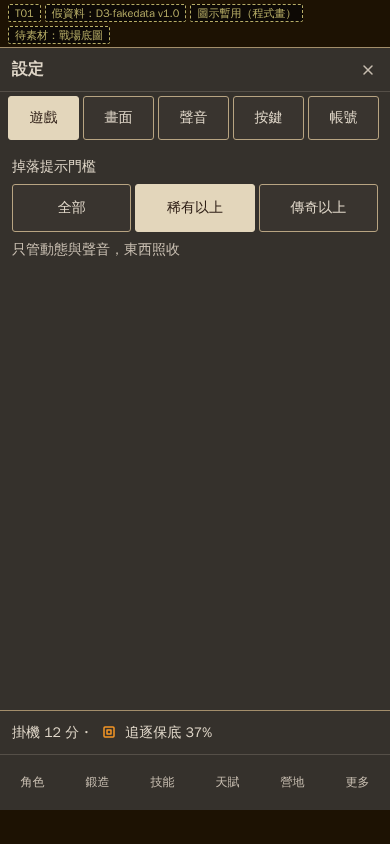 T01 假資料：D3-fakedata v1.0 圖示暫用（程式畫）
待素材：戰場底圖
設定 ×
遊戲 畫面 聲音 按鍵 帳號
掉落提示門檻
全部 稀有以上 傳奇以上
只管動態與聲音，東西照收
掛機 12 分・ 追逐保底 37%
角色 鍛造 技能 天賦 營地 更多